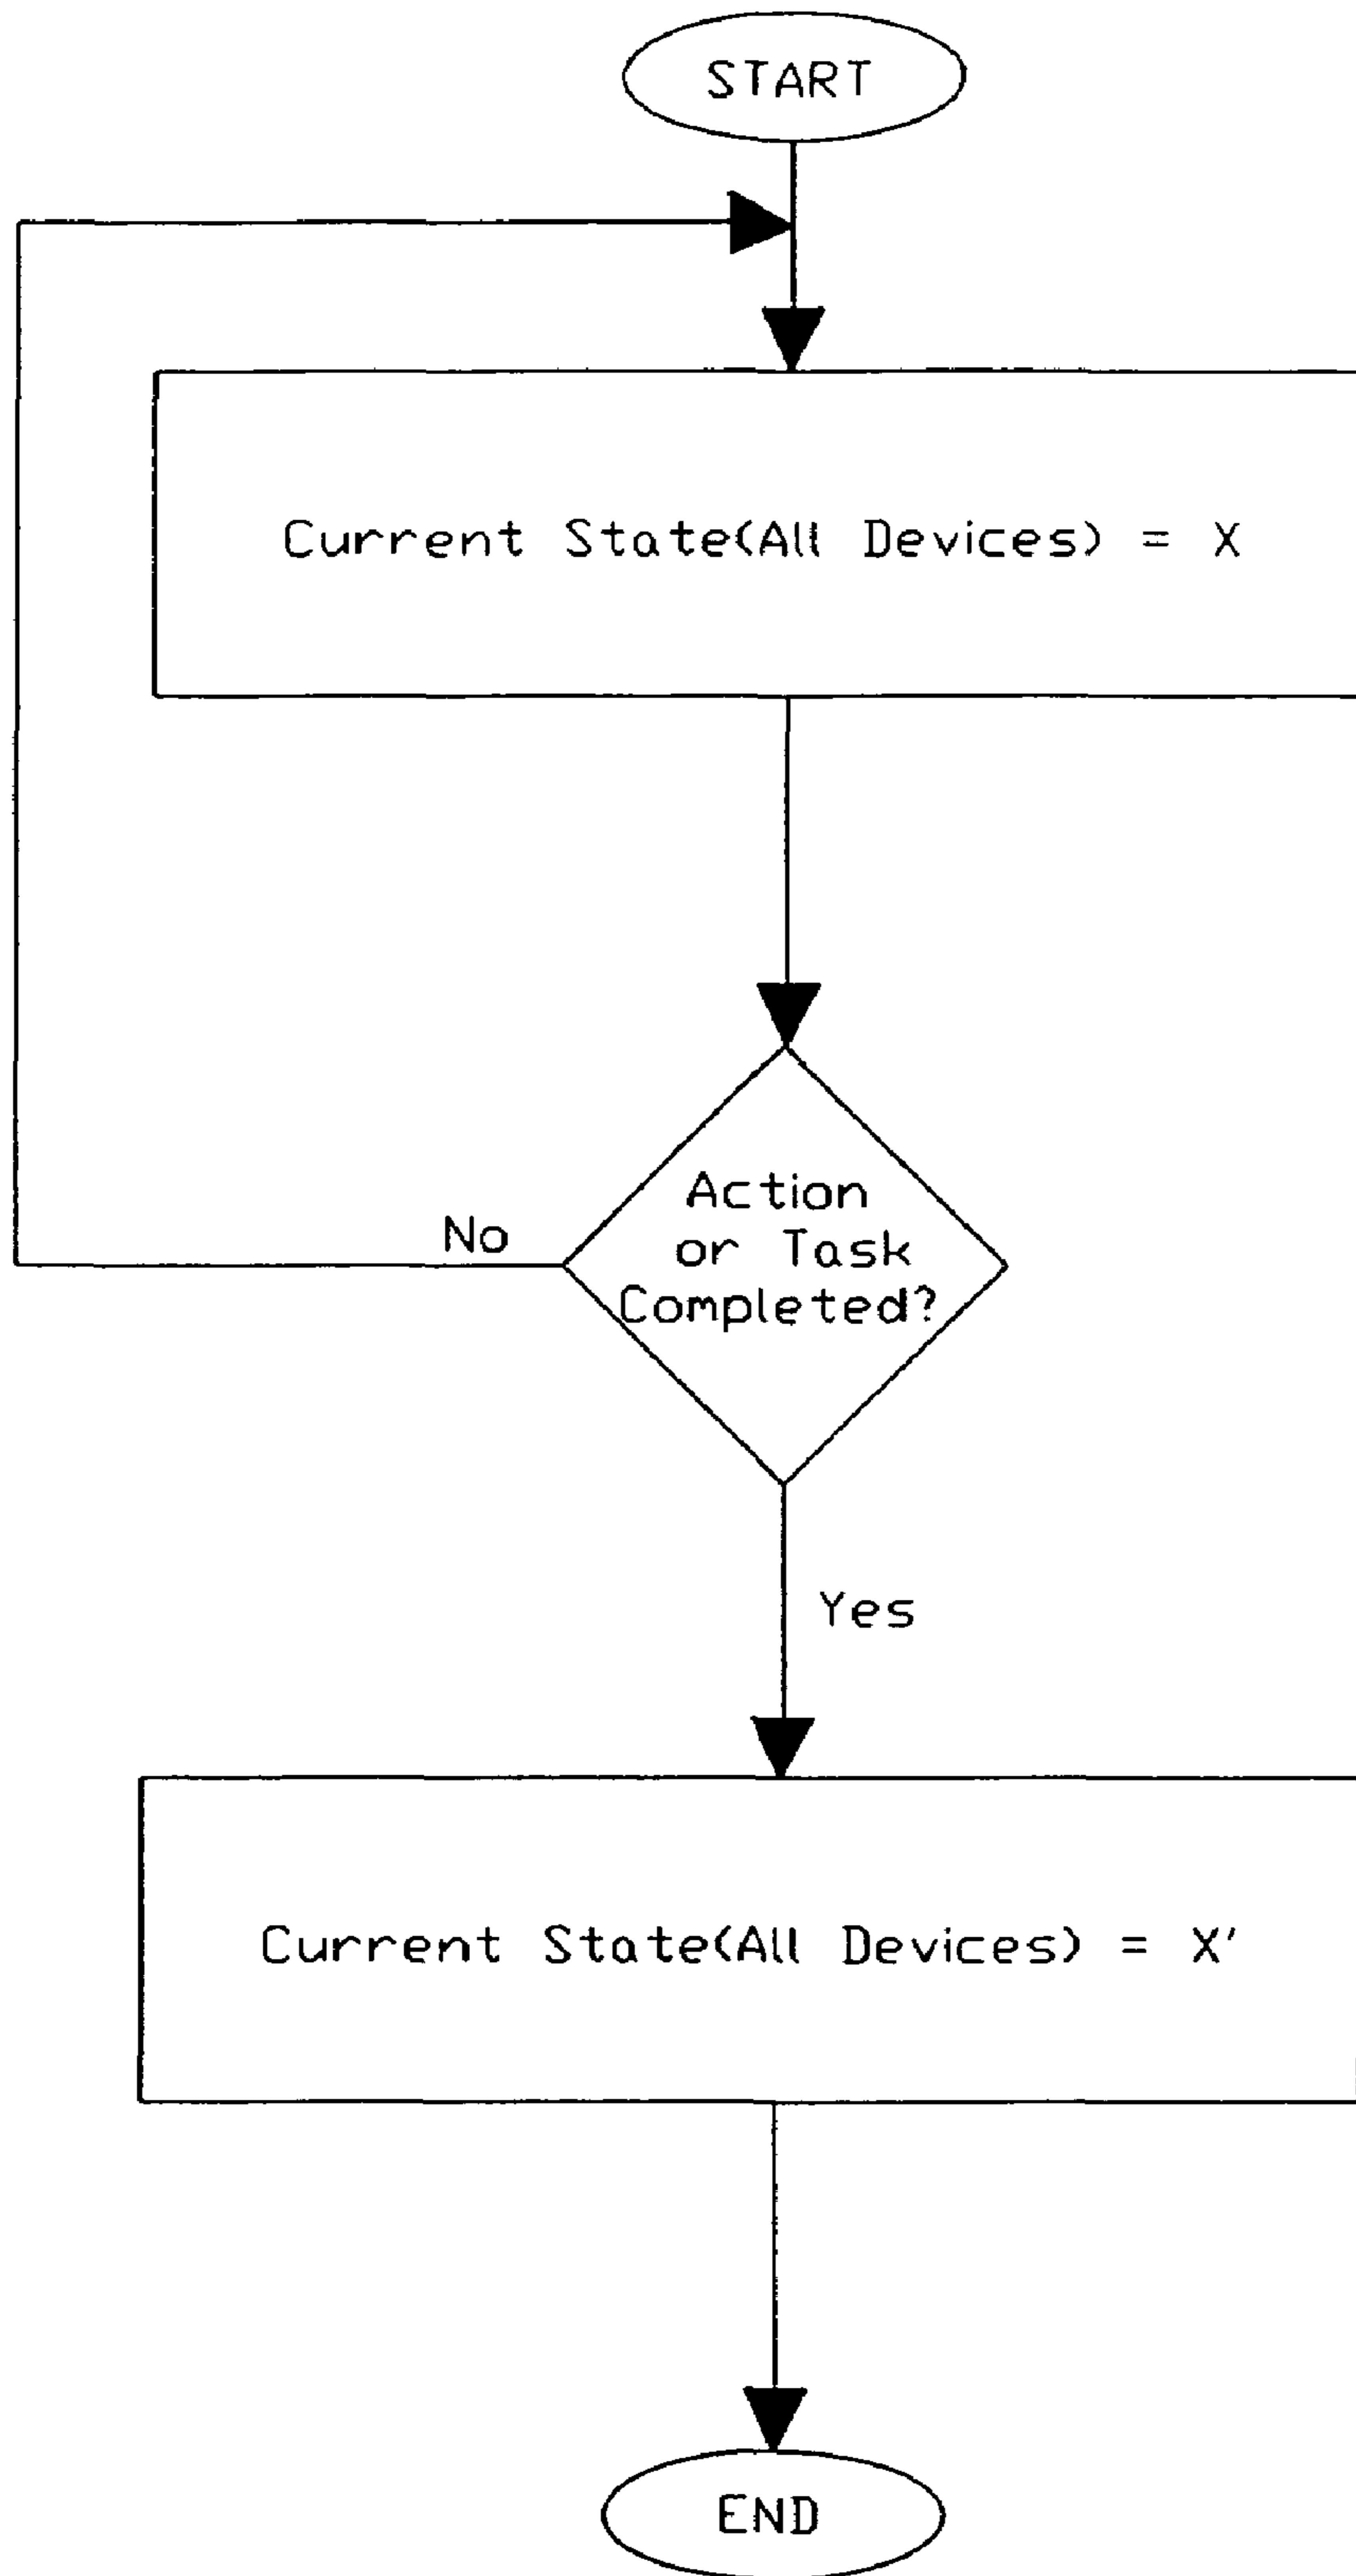 START
Current State(All Devices) = X
Action
or Task
Completed?
No
Yes
Current State(All Devices) = X'
END